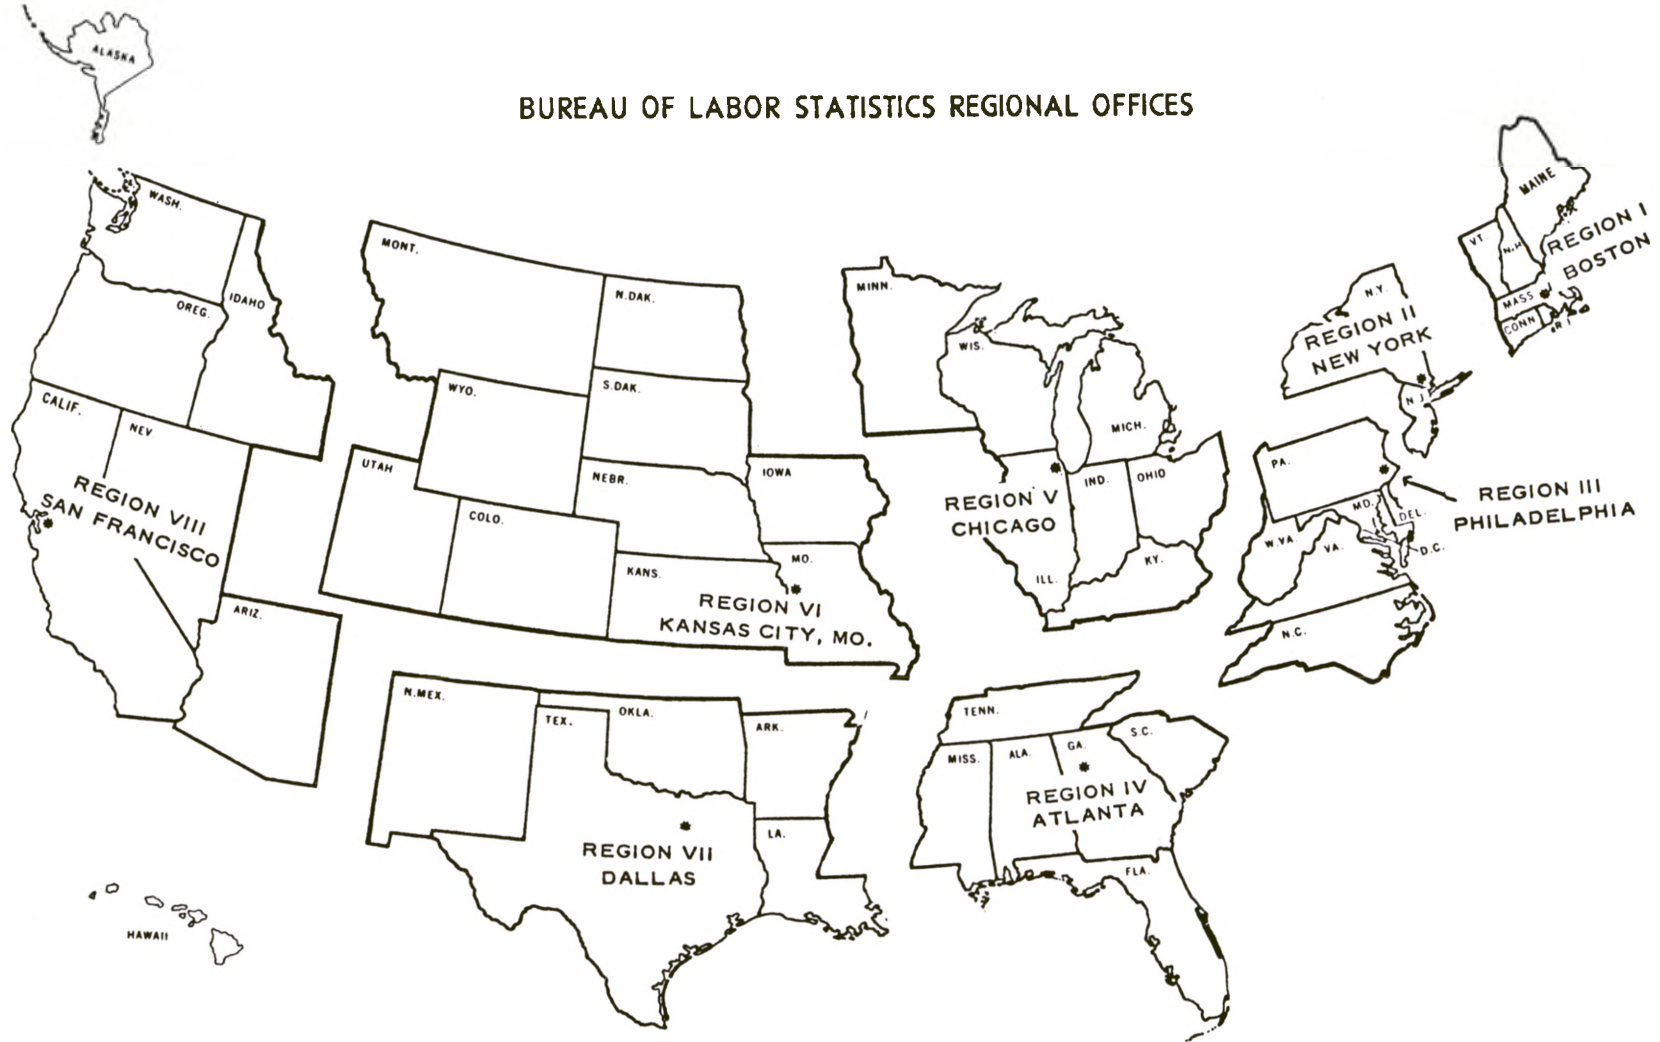 ALASKA
BUREAU OF LABOR STATISTICS REGIONAL OFFICES
WASH.
OREG.
IDAHO
CALIF.
NEV
REGION VIII
SAN FRANCISCO
ARIZ.
HAWAII
MONT.
N.DAK.
WYO.
S.DAK.
UTAH
NEBR.
IOWA
COLO.
KANS.
MO.
REGION VI
KANSAS CITY, MO.
N.MEX.
TEX.
OKLA.
ARK.
LA.
REGION VII
DALLAS
MINN.
WIS.
MICH.
REGION V
CHICAGO
IND.
OHIO
ILL.
KY.
TENN.
MISS.
ALA.
GA.
S.C.
REGION IV
ATLANTA
FLA.
N.Y.
REGION II
NEW YORK
N J
PA.
MD.
DEL.
W.VA
VA.
D.C.
N.C.
REGION III
PHILADELPHIA
MAINE
VT.
N.H
REGION I
BOSTON
MASS
CONN
R I